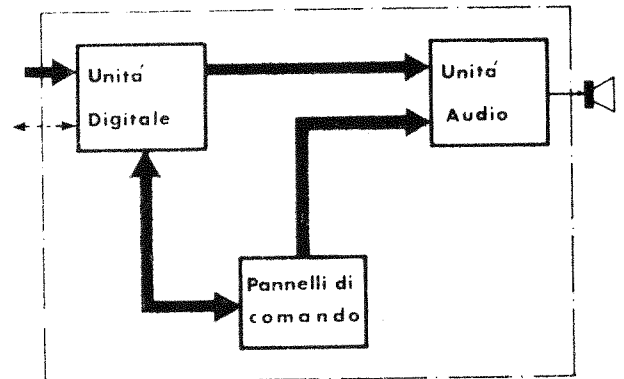 Unita'
Digitale
Unita'
Audio
Pannelli di
comando